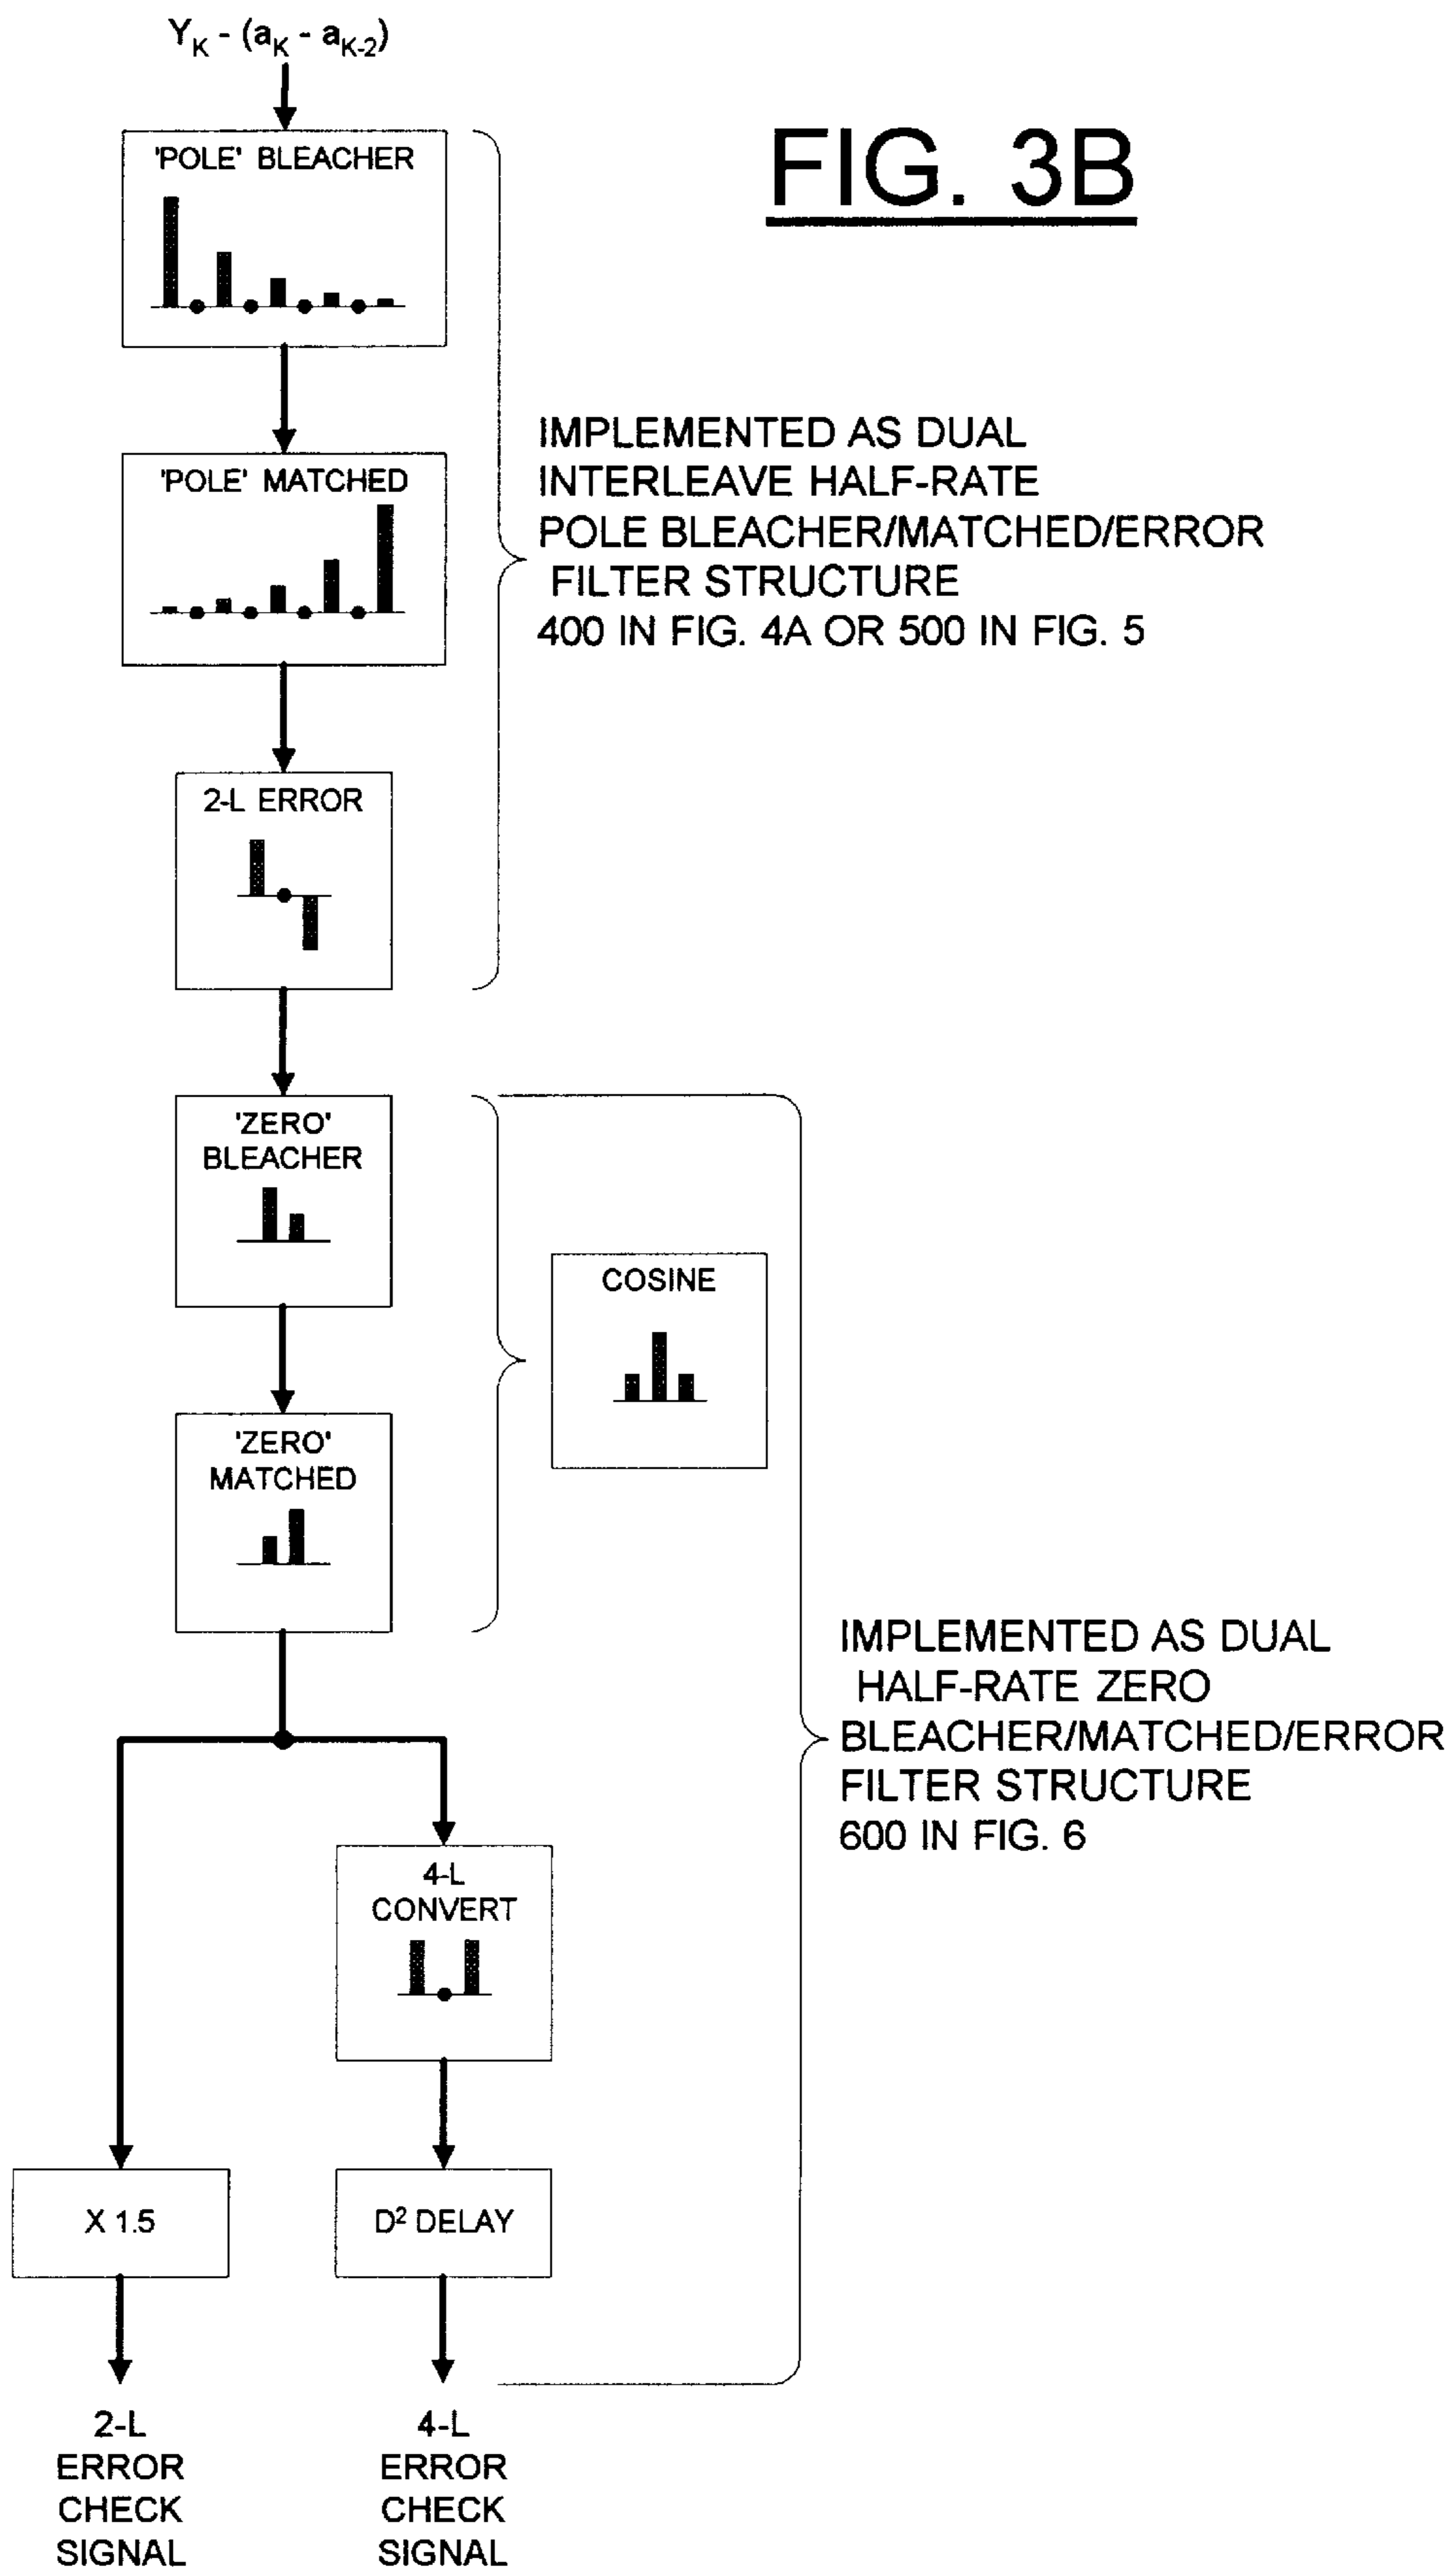 Y_K - (a_K - a_K-2)
FIG. 3B
'POLE' BLEACHER
'POLE' MATCHED
IMPLEMENTED AS DUAL
INTERLEAVE HALF-RATE
POLE BLEACHER/MATCHED/ERROR
FILTER STRUCTURE
400 IN FIG. 4A OR 500 IN FIG. 5
2-L ERROR
'ZERO'
BLEACHER
COSINE
'ZERO'
MATCHED
IMPLEMENTED AS DUAL
HALF-RATE ZERO
BLEACHER/MATCHED/ERROR
FILTER STRUCTURE
600 IN FIG. 6
4-L
CONVERT
X 1.5
D² DELAY
2-L
ERROR
CHECK
SIGNAL
4-L
ERROR
CHECK
SIGNAL